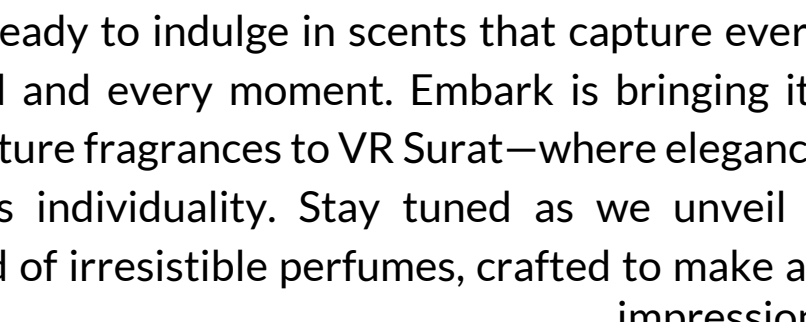 eady to indulge in scents that capture ever
and every moment. Embark is bringing it
ture fragrances to VR Surat—where eleganc
s individuality. Stay tuned as we unveil
d of irresistible perfumes, crafted to make a
impression